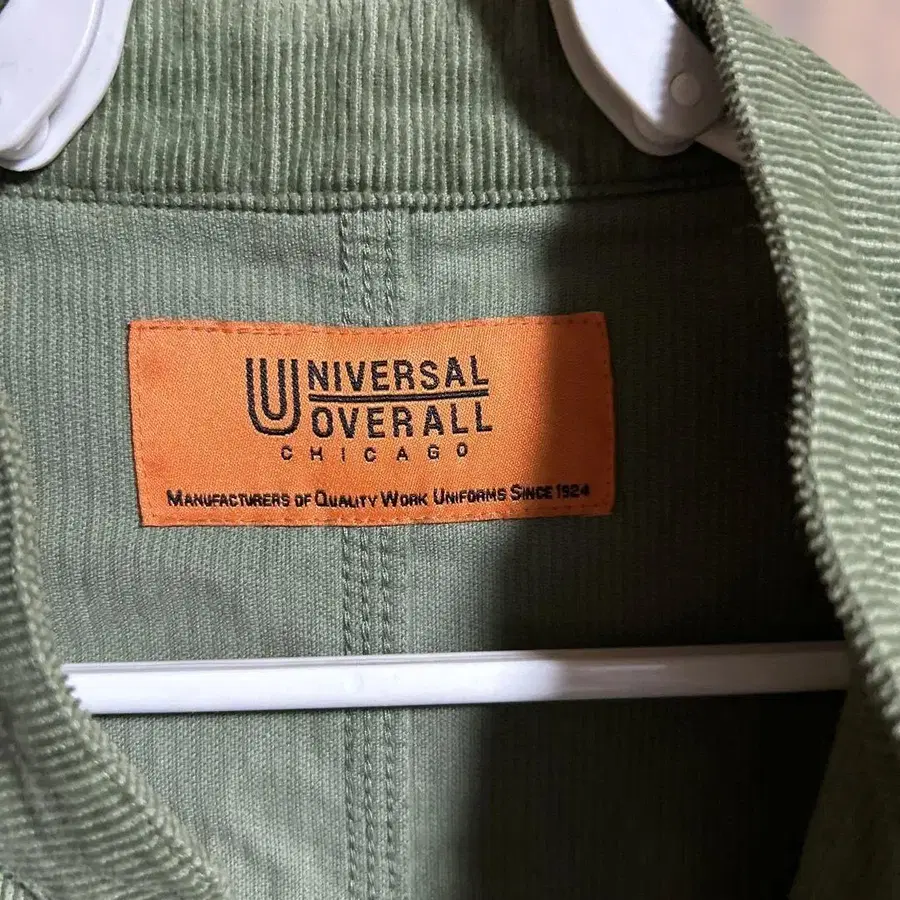 UNIVERSAL
OVERALL
CHICAGO
MANUFACTURERS OF QUALITY WORK UNIFORMS SINCE 1924